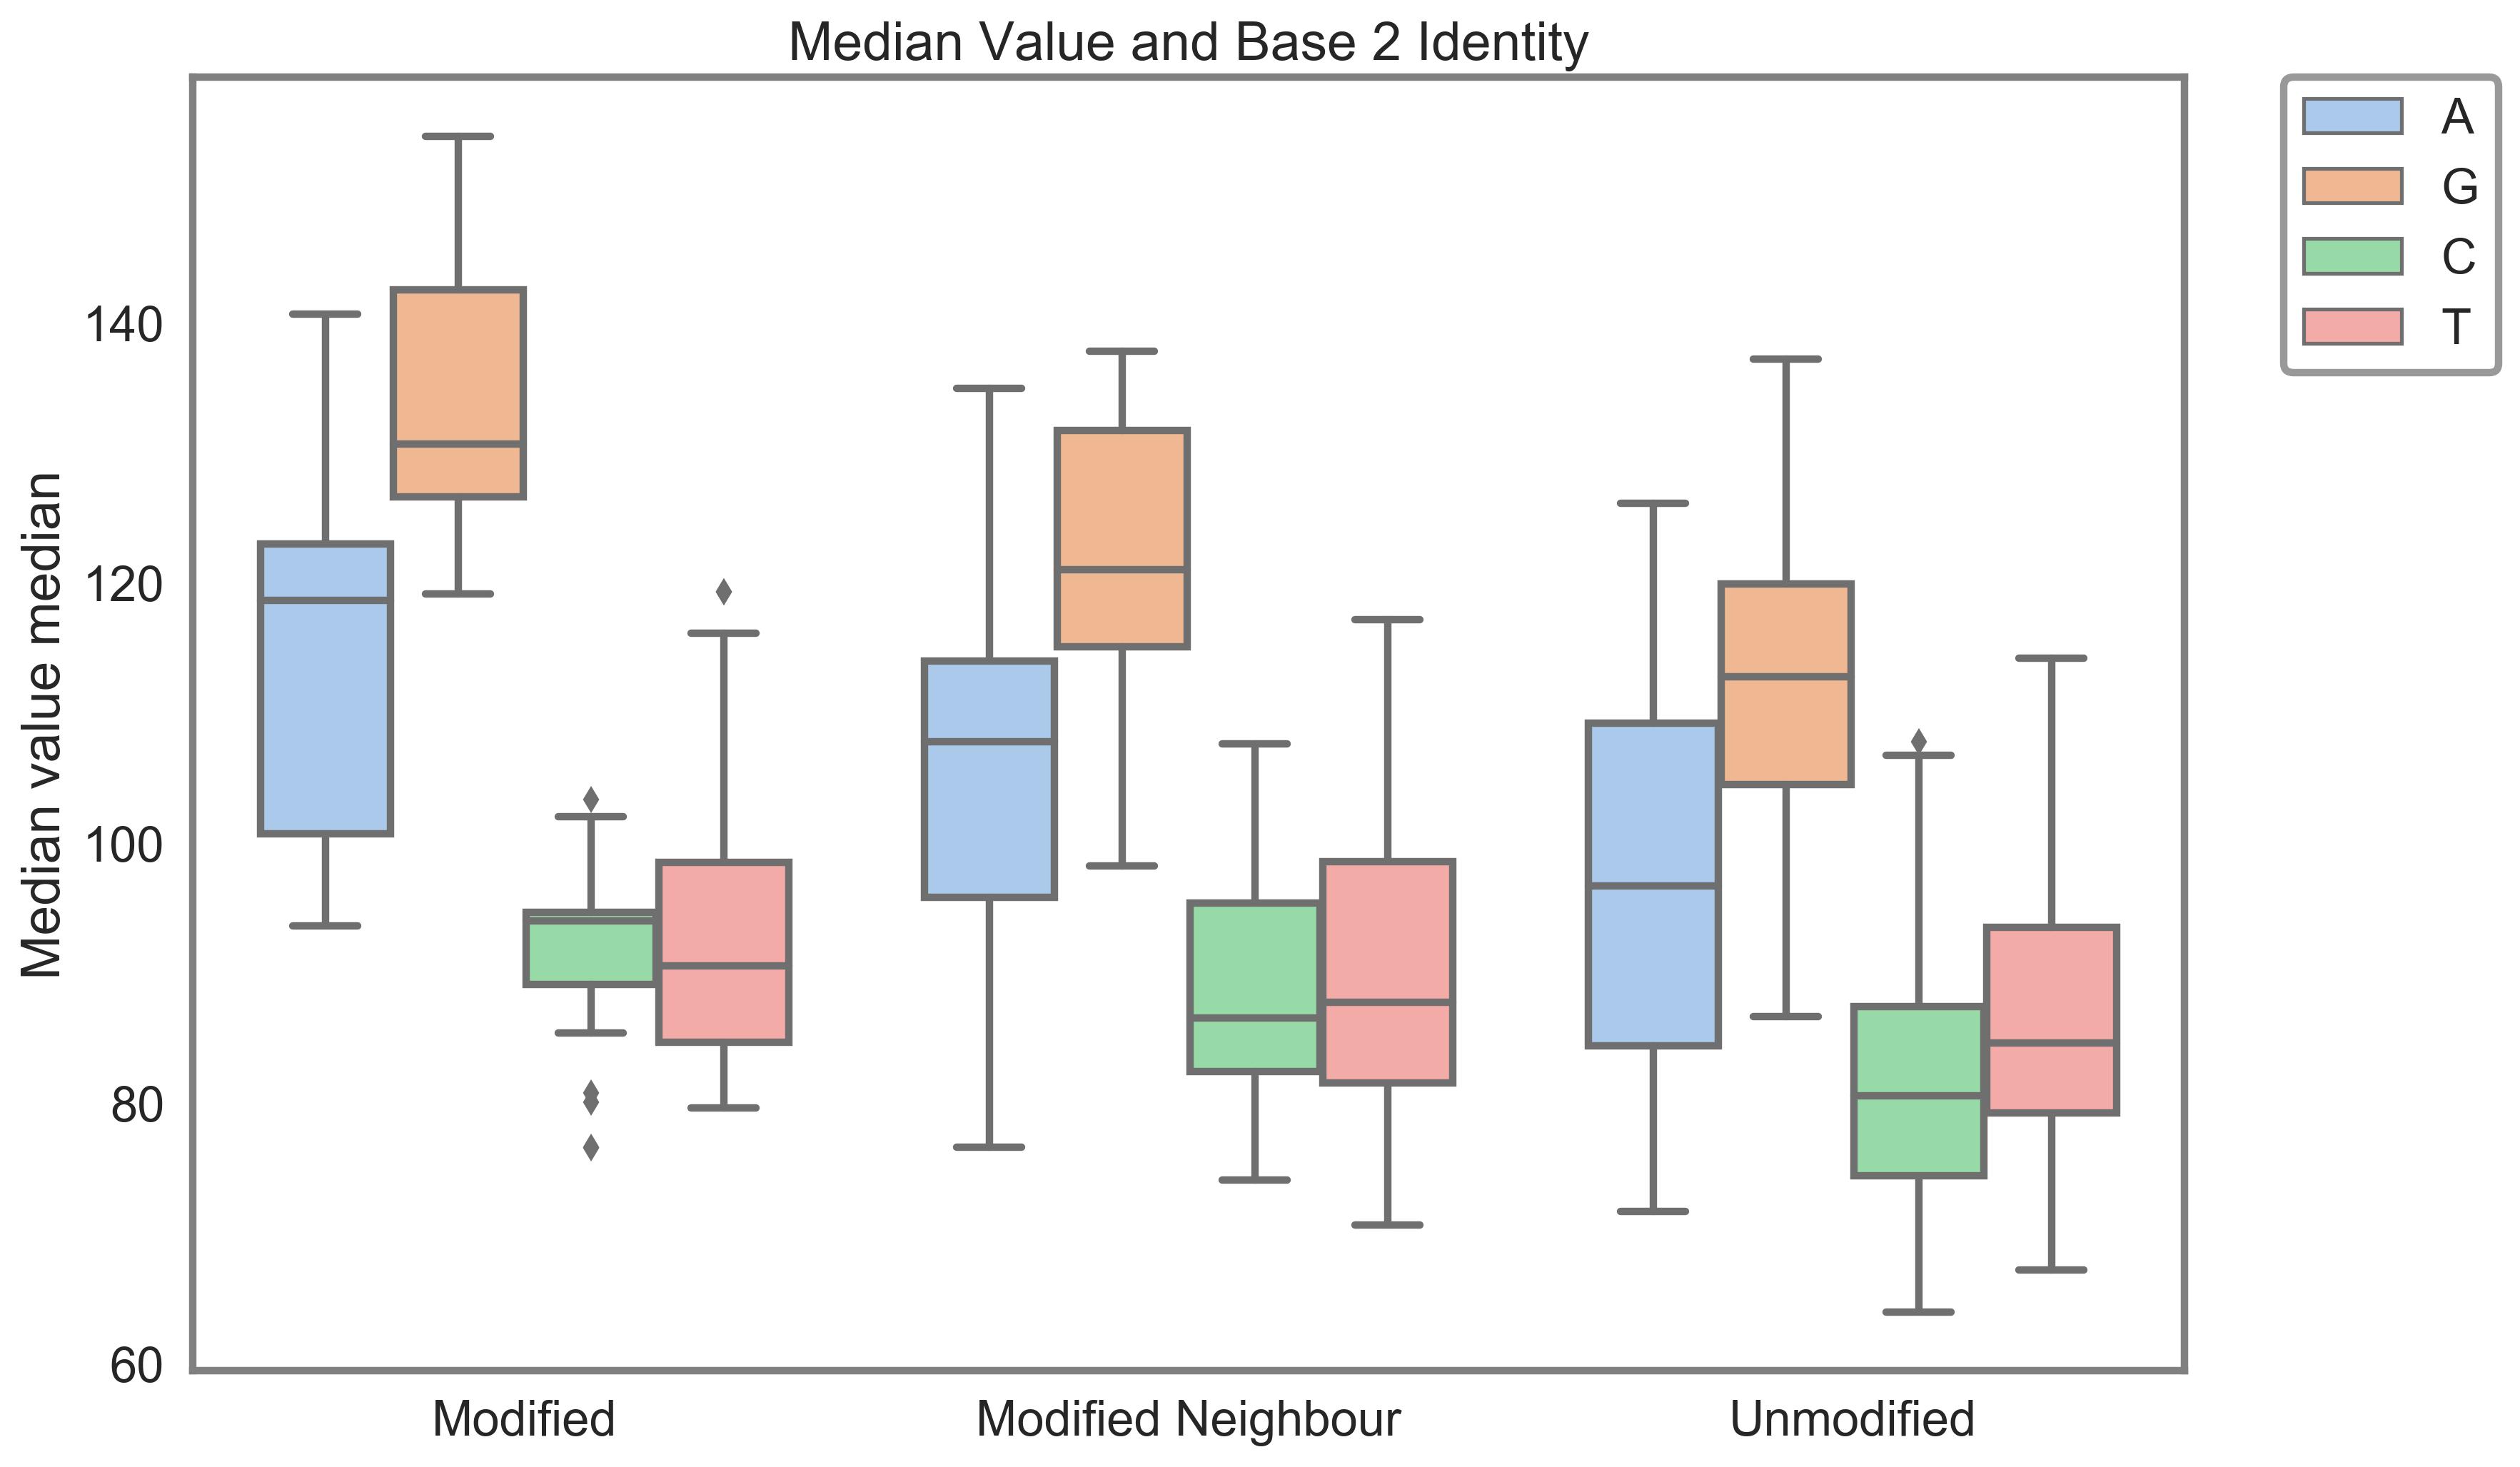 Median Value and Base 2 Identity
A
G
C
T
Median value median
140
120
100
80
60
Modified
Modified Neighbour
Unmodified